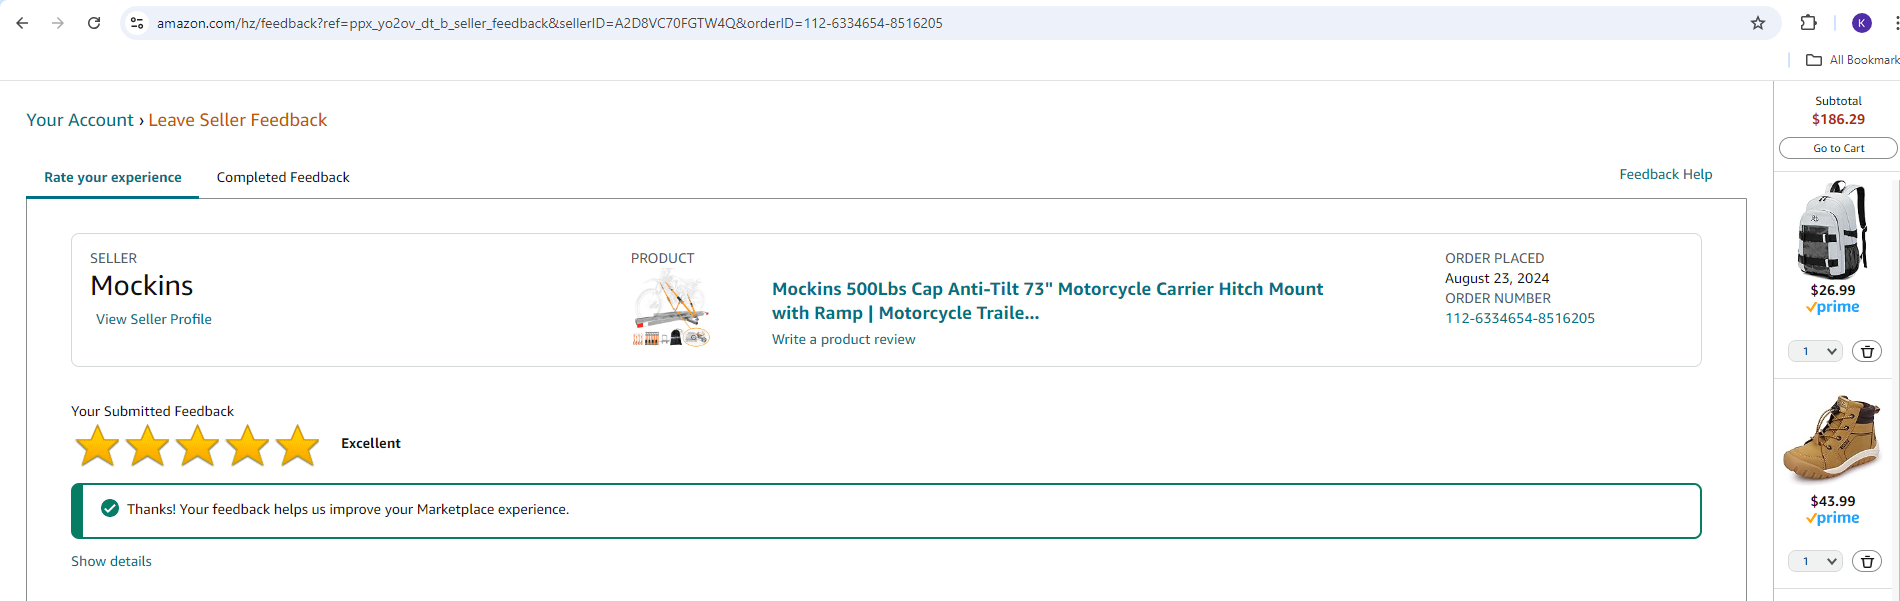 amazon.com/hz/feedback?ref=ppx_yo2ov_dt_b_seller_feedback&sellerID=A2D8VC70FGTW4Q&orderID=112-6334654-8516205
K
All Bookmark
Your Account › Leave Seller Feedback
Rate your experience
Completed Feedback
Feedback Help
SELLER
Mockins
View Seller Profile
PRODUCT
Mockins 500Lbs Cap Anti-Tilt 73" Motorcycle Carrier Hitch Mount
with Ramp | Motorcycle Traile...
Write a product review
ORDER PLACED
August 23, 2024
ORDER NUMBER
112-6334654-8516205
Your Submitted Feedback
Excellent
Thanks! Your feedback helps us improve your Marketplace experience.
Show details
Subtotal
$186.29
Go to Cart
$26.99
prime
1
$43.99
prime
1